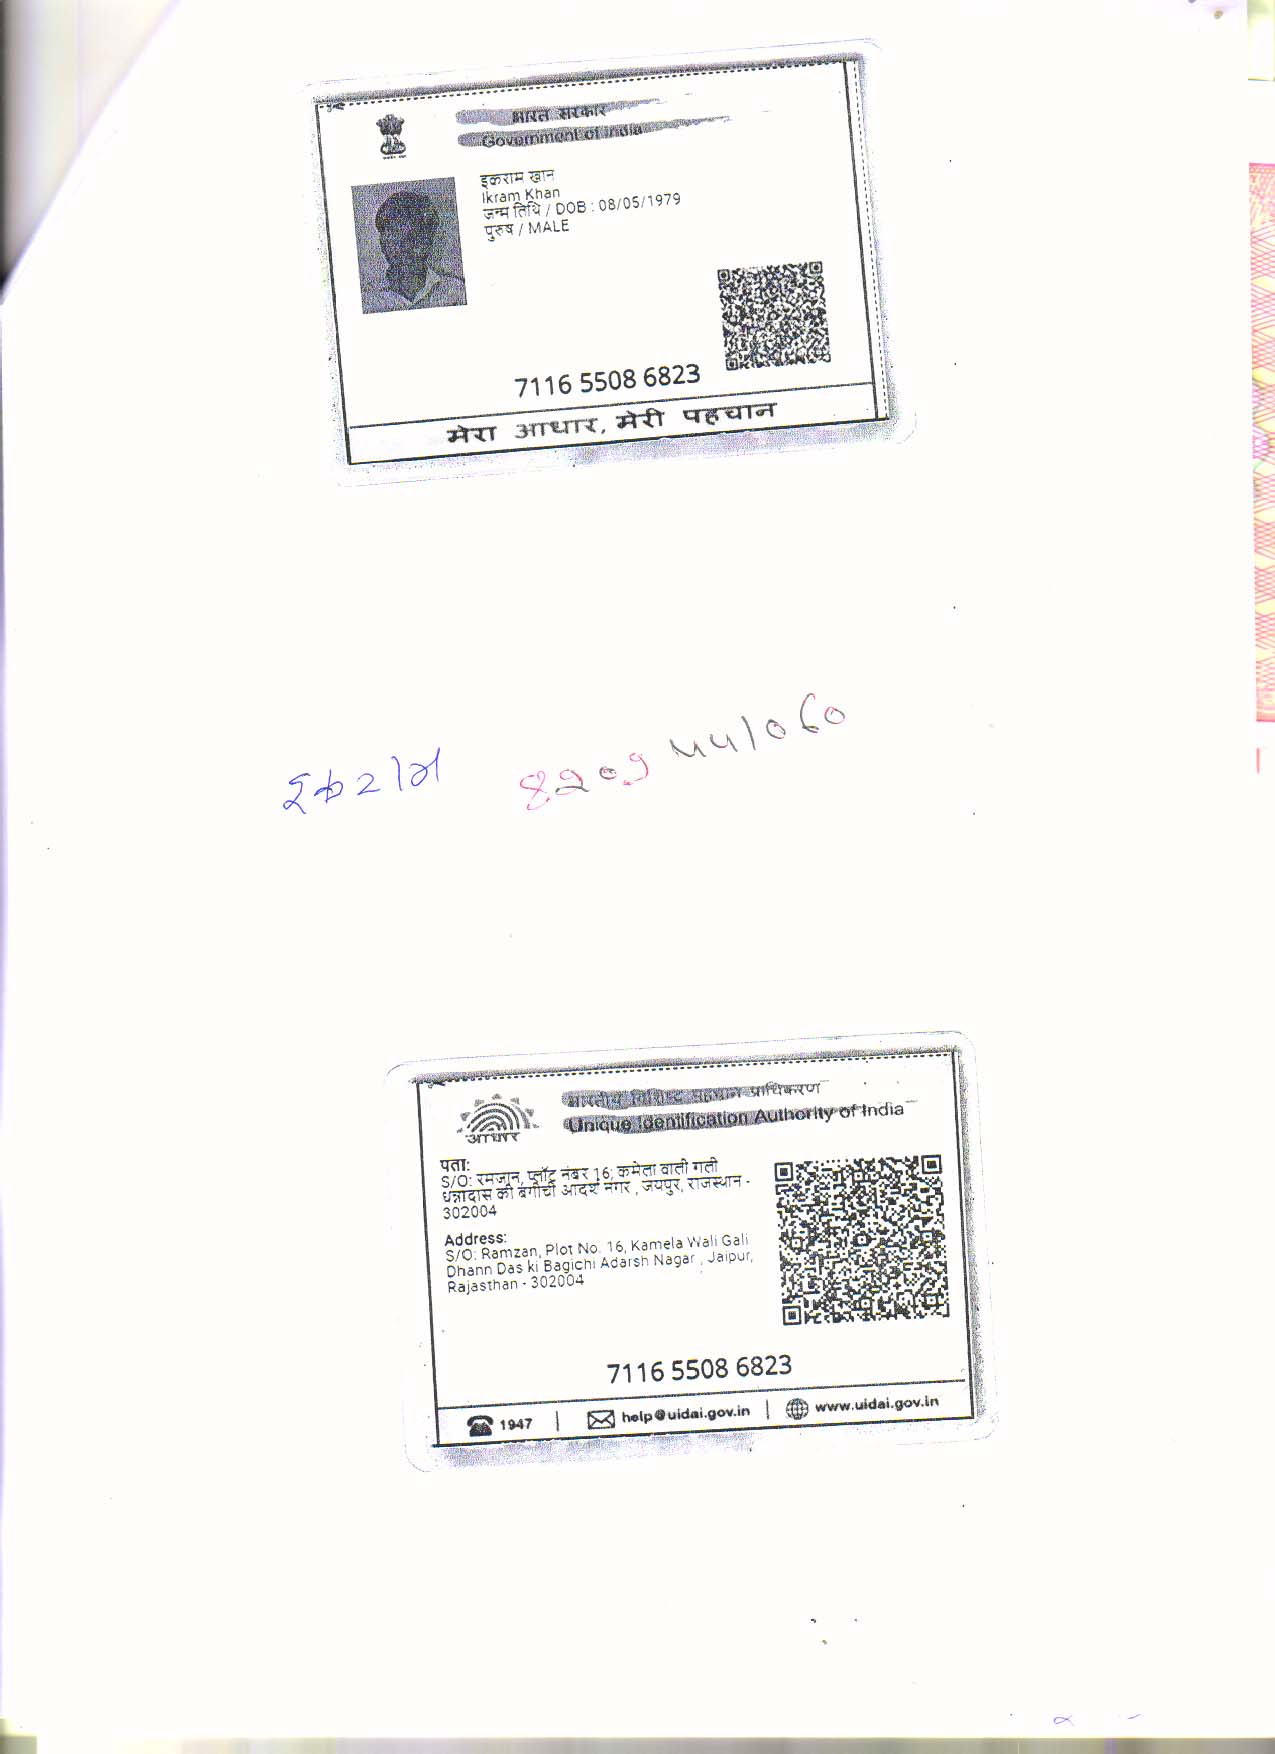 भारत सरकार
Government of India
इकराम खान
Ikram Khan
जन्म तिथि / DOB : 08/05/1979
पुरुष / MALE
7116 5508 6823
मेरा आधार, मेरी पहचान
इकराम
भारतीय विशिष्ट पहचान प्राधिकरण
Unique Identification Authority of India
आधार
पता:
S/O: रमजान, प्लॉट नंबर 16, कमेला वाली गली
धन्नादास की बगीची आदर्श नगर , जयपुर, राजस्थान -
302004
Address:
S/O: Ramzan, Plot No. 16, Kamela Wali Gali
Dhann Das ki Bagichi Adarsh Nagar , Jaipur,
Rajasthan - 302004
7116 5508 6823
1947 | help@uidai.gov.in | www.uidai.gov.in